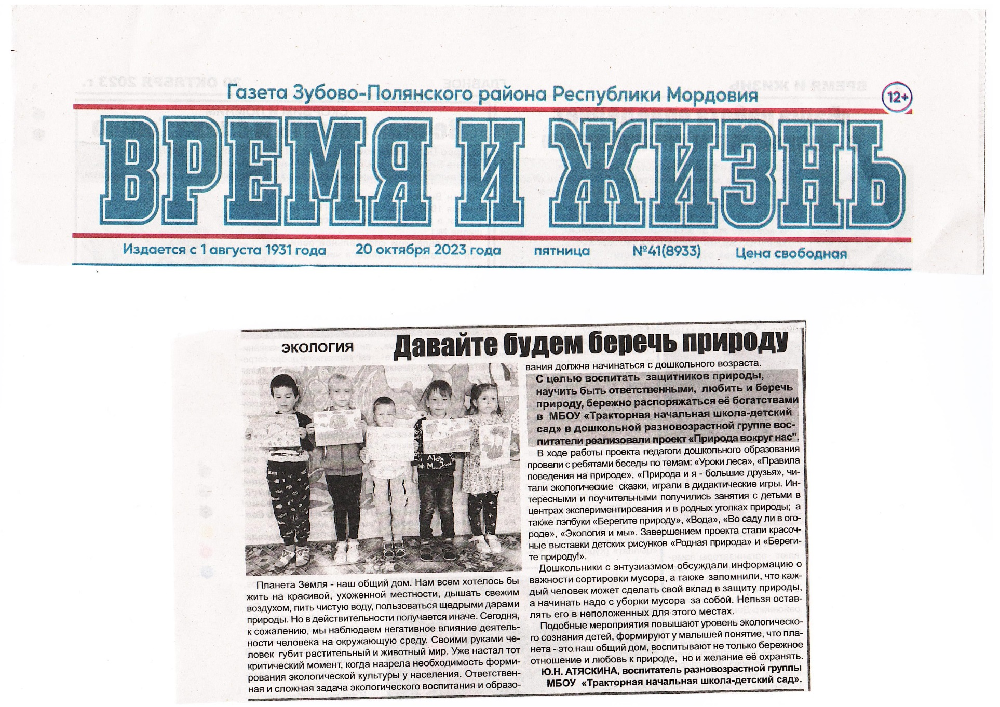 Газета Зубово-Полянского района Республики Мордовия
12+
ВРЕМЯ И ЖИЗНЬ
Издается с 1 августа 1931 года 20 октября 2023 года пятница №41(8933) Цена свободная
ЭКОЛОГИЯ
Давайте будем беречь природу
Alex
Планета Земля - наш общий дом. Нам всем хотелось бы
жить на красивой, ухоженной местности, дышать свежим
воздухом, пить чистую воду, пользоваться щедрыми дарами
природы. Но в действительности получается иначе. Сегодня,
к сожалению, мы наблюдаем негативное влияние деятель-
ности человека на окружающую среду. Своими руками че-
ловек губит растительный и животный мир. Уже настал тот
критический момент, когда назрела необходимость форми-
рования экологической культуры у населения. Ответствен-
ная и сложная задача экологического воспитания и образо-
вания должна начинаться с дошкольного возраста.
С целью воспитать защитников природы,
научить быть ответственными, любить и беречь
природу, бережно распоряжаться её богатствами
в МБОУ «Тракторная начальная школа-детский
сад» в дошкольной разновозрастной группе вос-
питатели реализовали проект «Природа вокруг нас".
В ходе работы проекта педагоги дошкольного образования
провели с ребятами беседы по темам: «Уроки леса», «Правила
поведения на природе», «Природа и я - большие друзья», чи-
тали экологические сказки, играли в дидактические игры. Ин-
тересными и поучительными получились занятия с детьми в
центрах экспериментирования и в родных уголках природы; а
также лэпбуки «Берегите природу», «Вода», «Во саду ли в ого-
роде», «Экология и мы». Завершением проекта стали красоч-
ные выставки детских рисунков «Родная природа» и «Береги-
те природу!».
Дошкольники с энтузиазмом обсуждали информацию о
важности сортировки мусора, а также запомнили, что каж-
дый человек может сделать свой вклад в защиту природы,
а начинать надо с уборки мусора за собой. Нельзя остав-
лять его в неположенных для этого местах.
Подобные мероприятия повышают уровень экологическо-
го сознания детей, формируют у малышей понятие, что пла-
нета - это наш общий дом, воспитывают не только бережное
отношение и любовь к природе, но и желание её охранять.
Ю.Н. АТЯСКИНА, воспитатель разновозрастной группы
МБОУ «Тракторная начальная школа-детский сад».